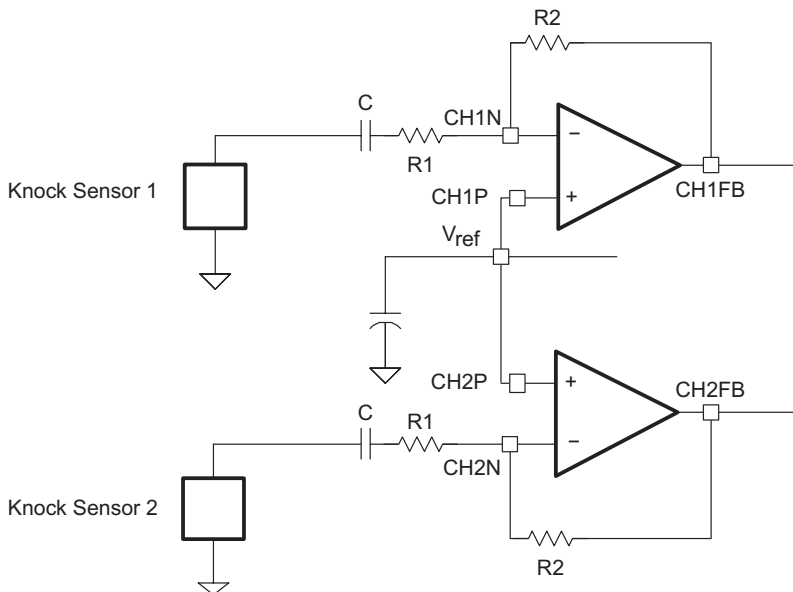 R2
C
CH1N
R1
−
Knock Sensor 1
CH1P
+
CH1FB
Vref
CH2P
+
CH2FB
C
R1
−
CH2N
Knock Sensor 2
R2